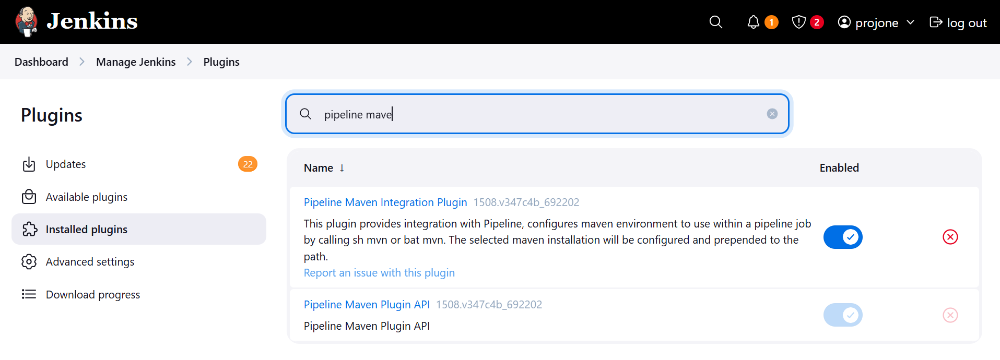 Jenkins
1
2
projone
log out
Dashboard
Manage Jenkins
Plugins
Plugins
pipeline mave
Updates
22
Available plugins
Installed plugins
Advanced settings
Download progress
Name ↓
Enabled
Pipeline Maven Integration Plugin 1508.v347c4b_692202
This plugin provides integration with Pipeline, configures maven environment to use within a pipeline job
by calling sh mvn or bat mvn. The selected maven installation will be configured and prepended to the
path.
Report an issue with this plugin
Pipeline Maven Plugin API 1508.v347c4b_692202
Pipeline Maven Plugin API